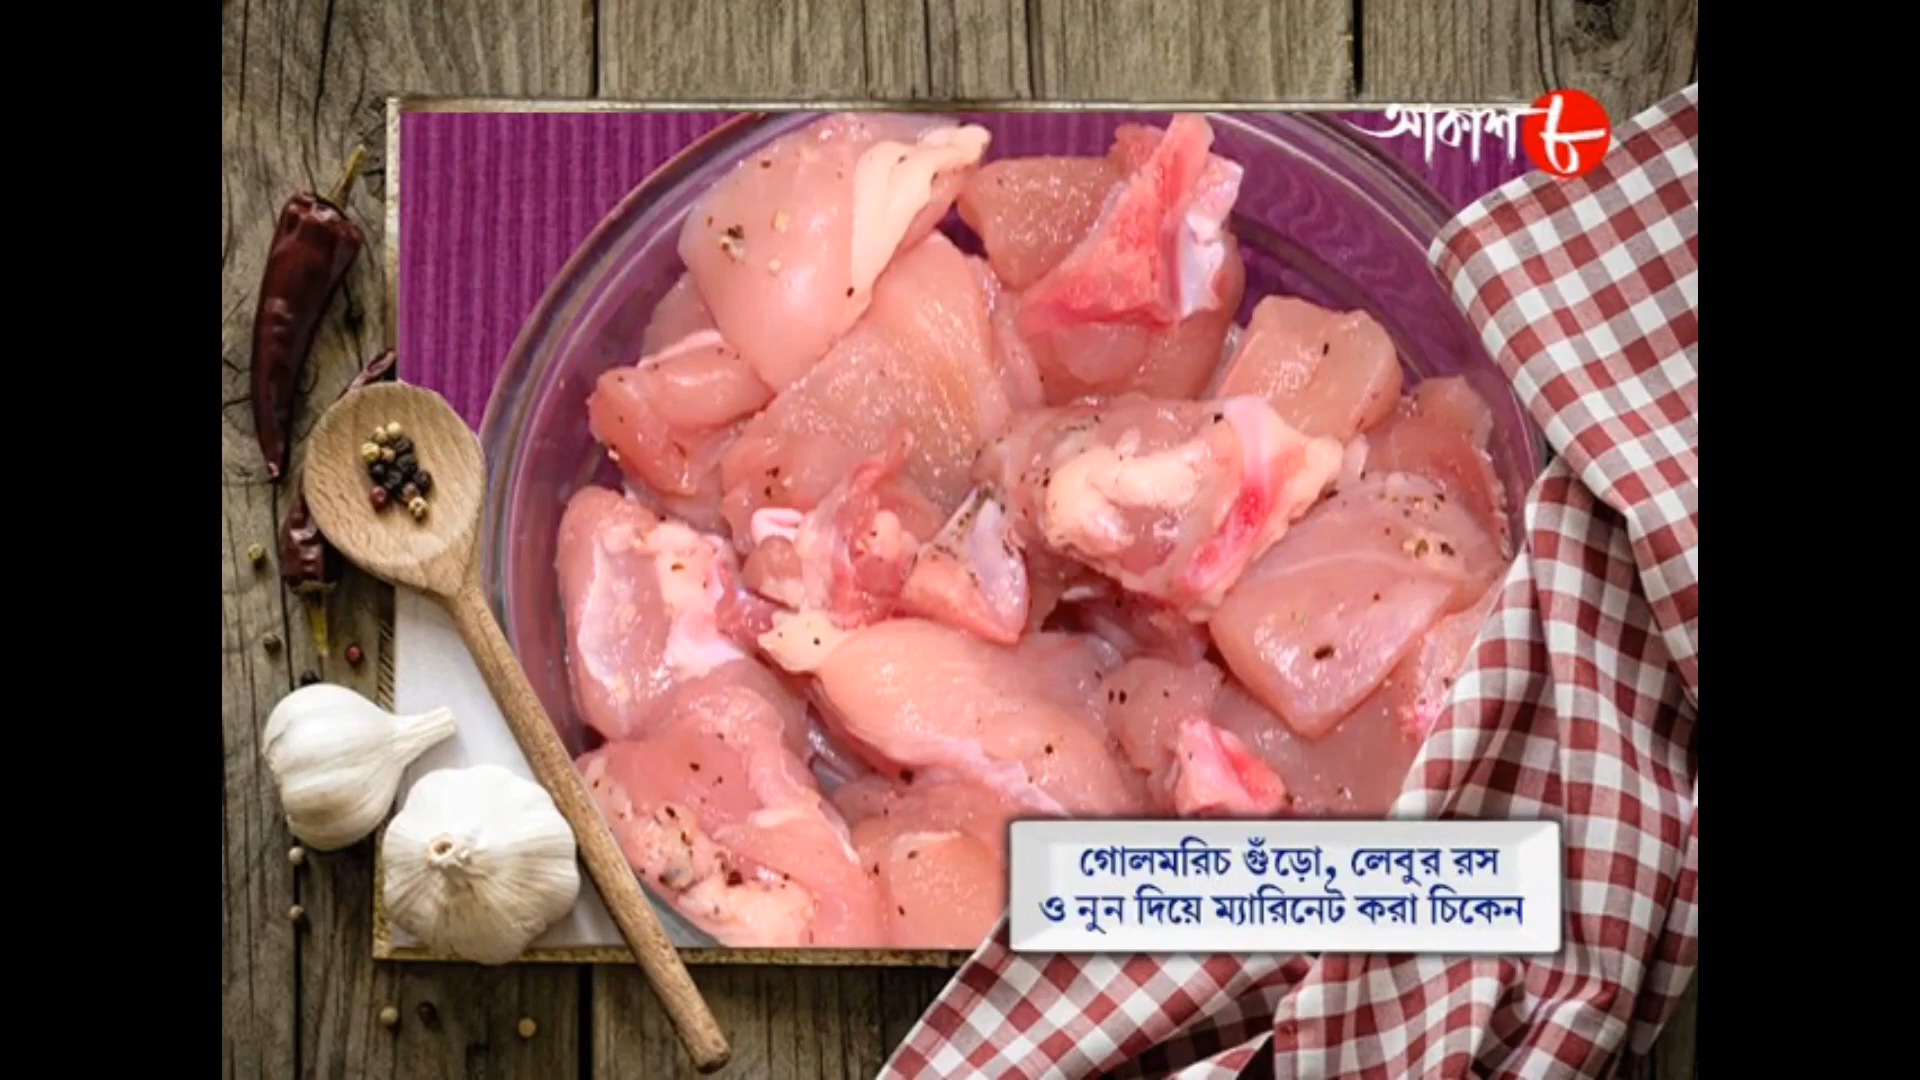 আকাশ ৮
গোলমরিচ গুঁড়ো, লেবুর রস
ও নুন দিয়ে ম্যারিনেট করা চিকেন